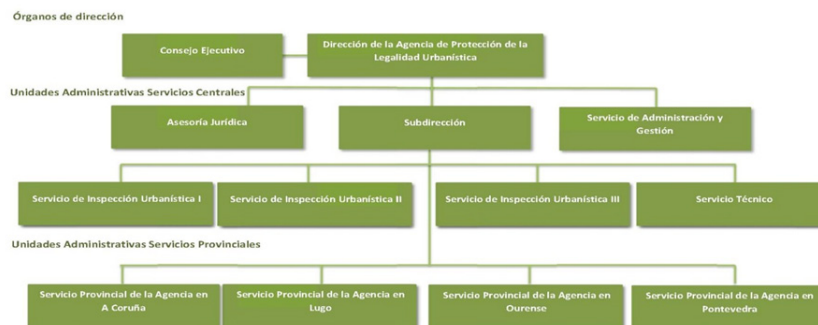 Órganos de dirección
Consejo Ejecutivo
Dirección de la Agencia de Protección de la
Legalidad Urbanística
Unidades Administrativas Servicios Centrales
Asesoría Jurídica
Subdirección
Servicio de Administración y
Gestión
Servicio de Inspección Urbanística I
Servicio de Inspección Urbanística II
Servicio de Inspección Urbanística III
Servicio Técnico
Unidades Administrativas Servicios Provinciales
Servicio Provincial de la Agencia en
A Coruña
Servicio Provincial de la Agencia en
Lugo
Servicio Provincial de la Agencia en
Ourense
Servicio Provincial de la Agencia en
Pontevedra